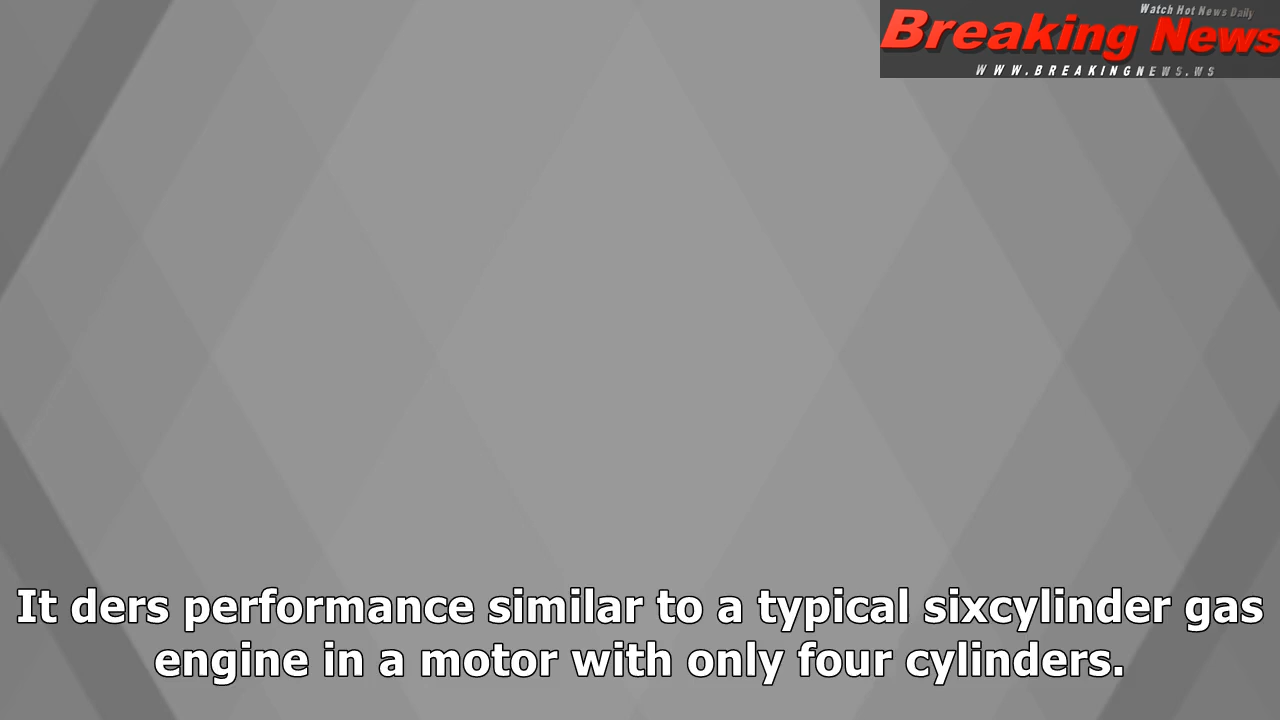 Watch Hot News Daily
Breaking News
WWW.BREAKINGNEWS.WS
It ders performance similar to a typical sixcylinder gas
engine in a motor with only four cylinders.